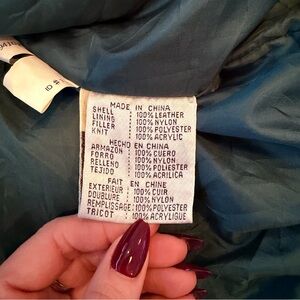 ID #
MADE IN CHINA
SHELL :100%LEATHER
LINING :100%NYLON
FILLER :100%POLYESTER
KNIT :100%ACRYLIC
HECHO EN CHINA
ARMAZON :100%CUERO
FORRO :100%NYLON
RELLENO :100%POLIESTER
TEJIDO :100%ACRILICA
FAIT EN CHINE
EXTERIEUR :100%CUIR
DOUBLURE :100%NYLON
REMPLISSAGE:100%POLYESTER
TRICOT :100%ACRYLIQUE